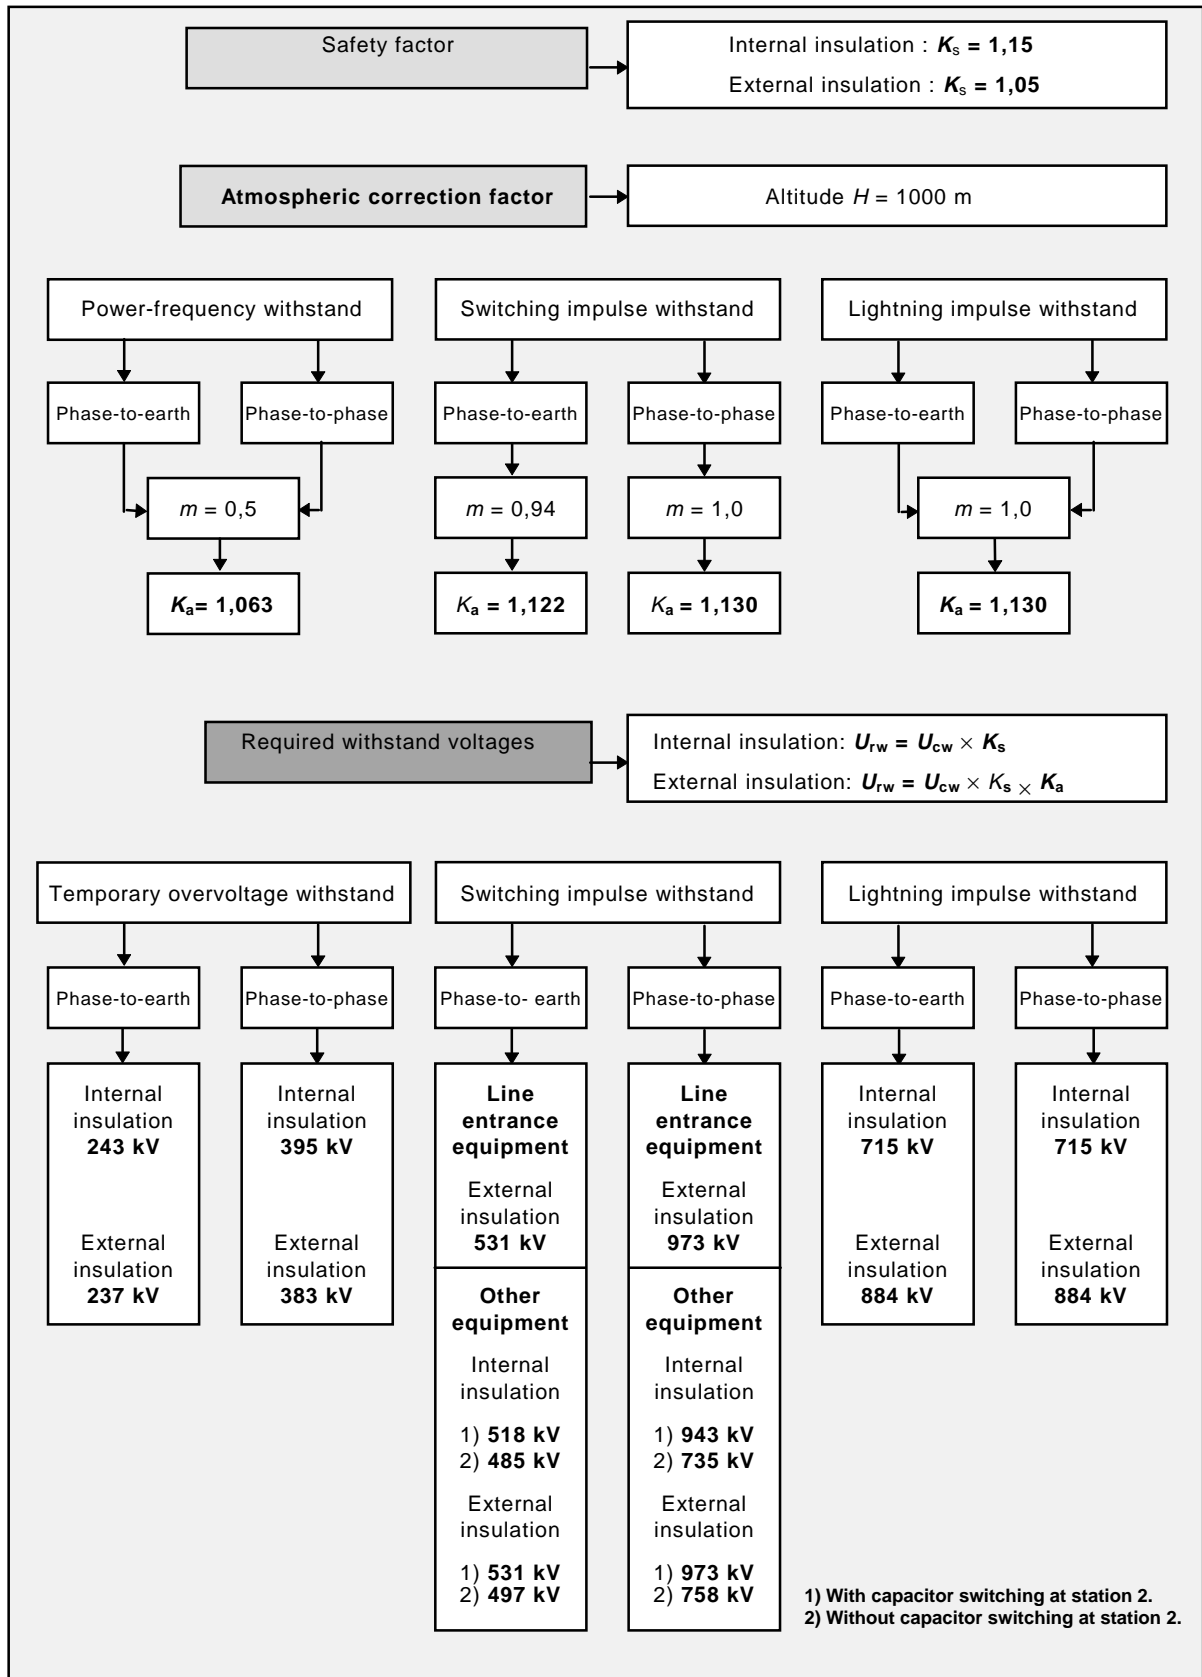 Safety factor
Internal insulation : Ks = 1,15
External insulation : Ks = 1,05
Atmospheric correction factor
Altitude H = 1000 m
Power-frequency withstand
Switching impulse withstand
Lightning impulse withstand
Phase-to-earth
Phase-to-phase
Phase-to-earth
Phase-to-phase
Phase-to-earth
Phase-to-phase
m = 0,5
m = 0,94
m = 1,0
m = 1,0
Ka= 1,063
Ka = 1,122
Ka = 1,130
Ka = 1,130
Required withstand voltages
Internal insulation: Urw = Ucw × Ks
External insulation: Urw = Ucw × Ks × Ka
Temporary overvoltage withstand
Switching impulse withstand
Lightning impulse withstand
Phase-to-earth
Phase-to-phase
Phase-to- earth
Phase-to-phase
Phase-to-earth
Phase-to-phase
Internal
insulation
243 kV
External
insulation
237 kV
Internal
insulation
395 kV
External
insulation
383 kV
Line
entrance
equipment
External
insulation
531 kV
Other
equipment
Internal
insulation
1) 518 kV
2) 485 kV
External
insulation
1) 531 kV
2) 497 kV
Line
entrance
equipment
External
insulation
973 kV
Other
equipment
Internal
insulation
1) 943 kV
2) 735 kV
External
insulation
1) 973 kV
2) 758 kV
Internal
insulation
715 kV
External
insulation
884 kV
Internal
insulation
715 kV
External
insulation
884 kV
1) With capacitor switching at station 2.
2) Without capacitor switching at station 2.